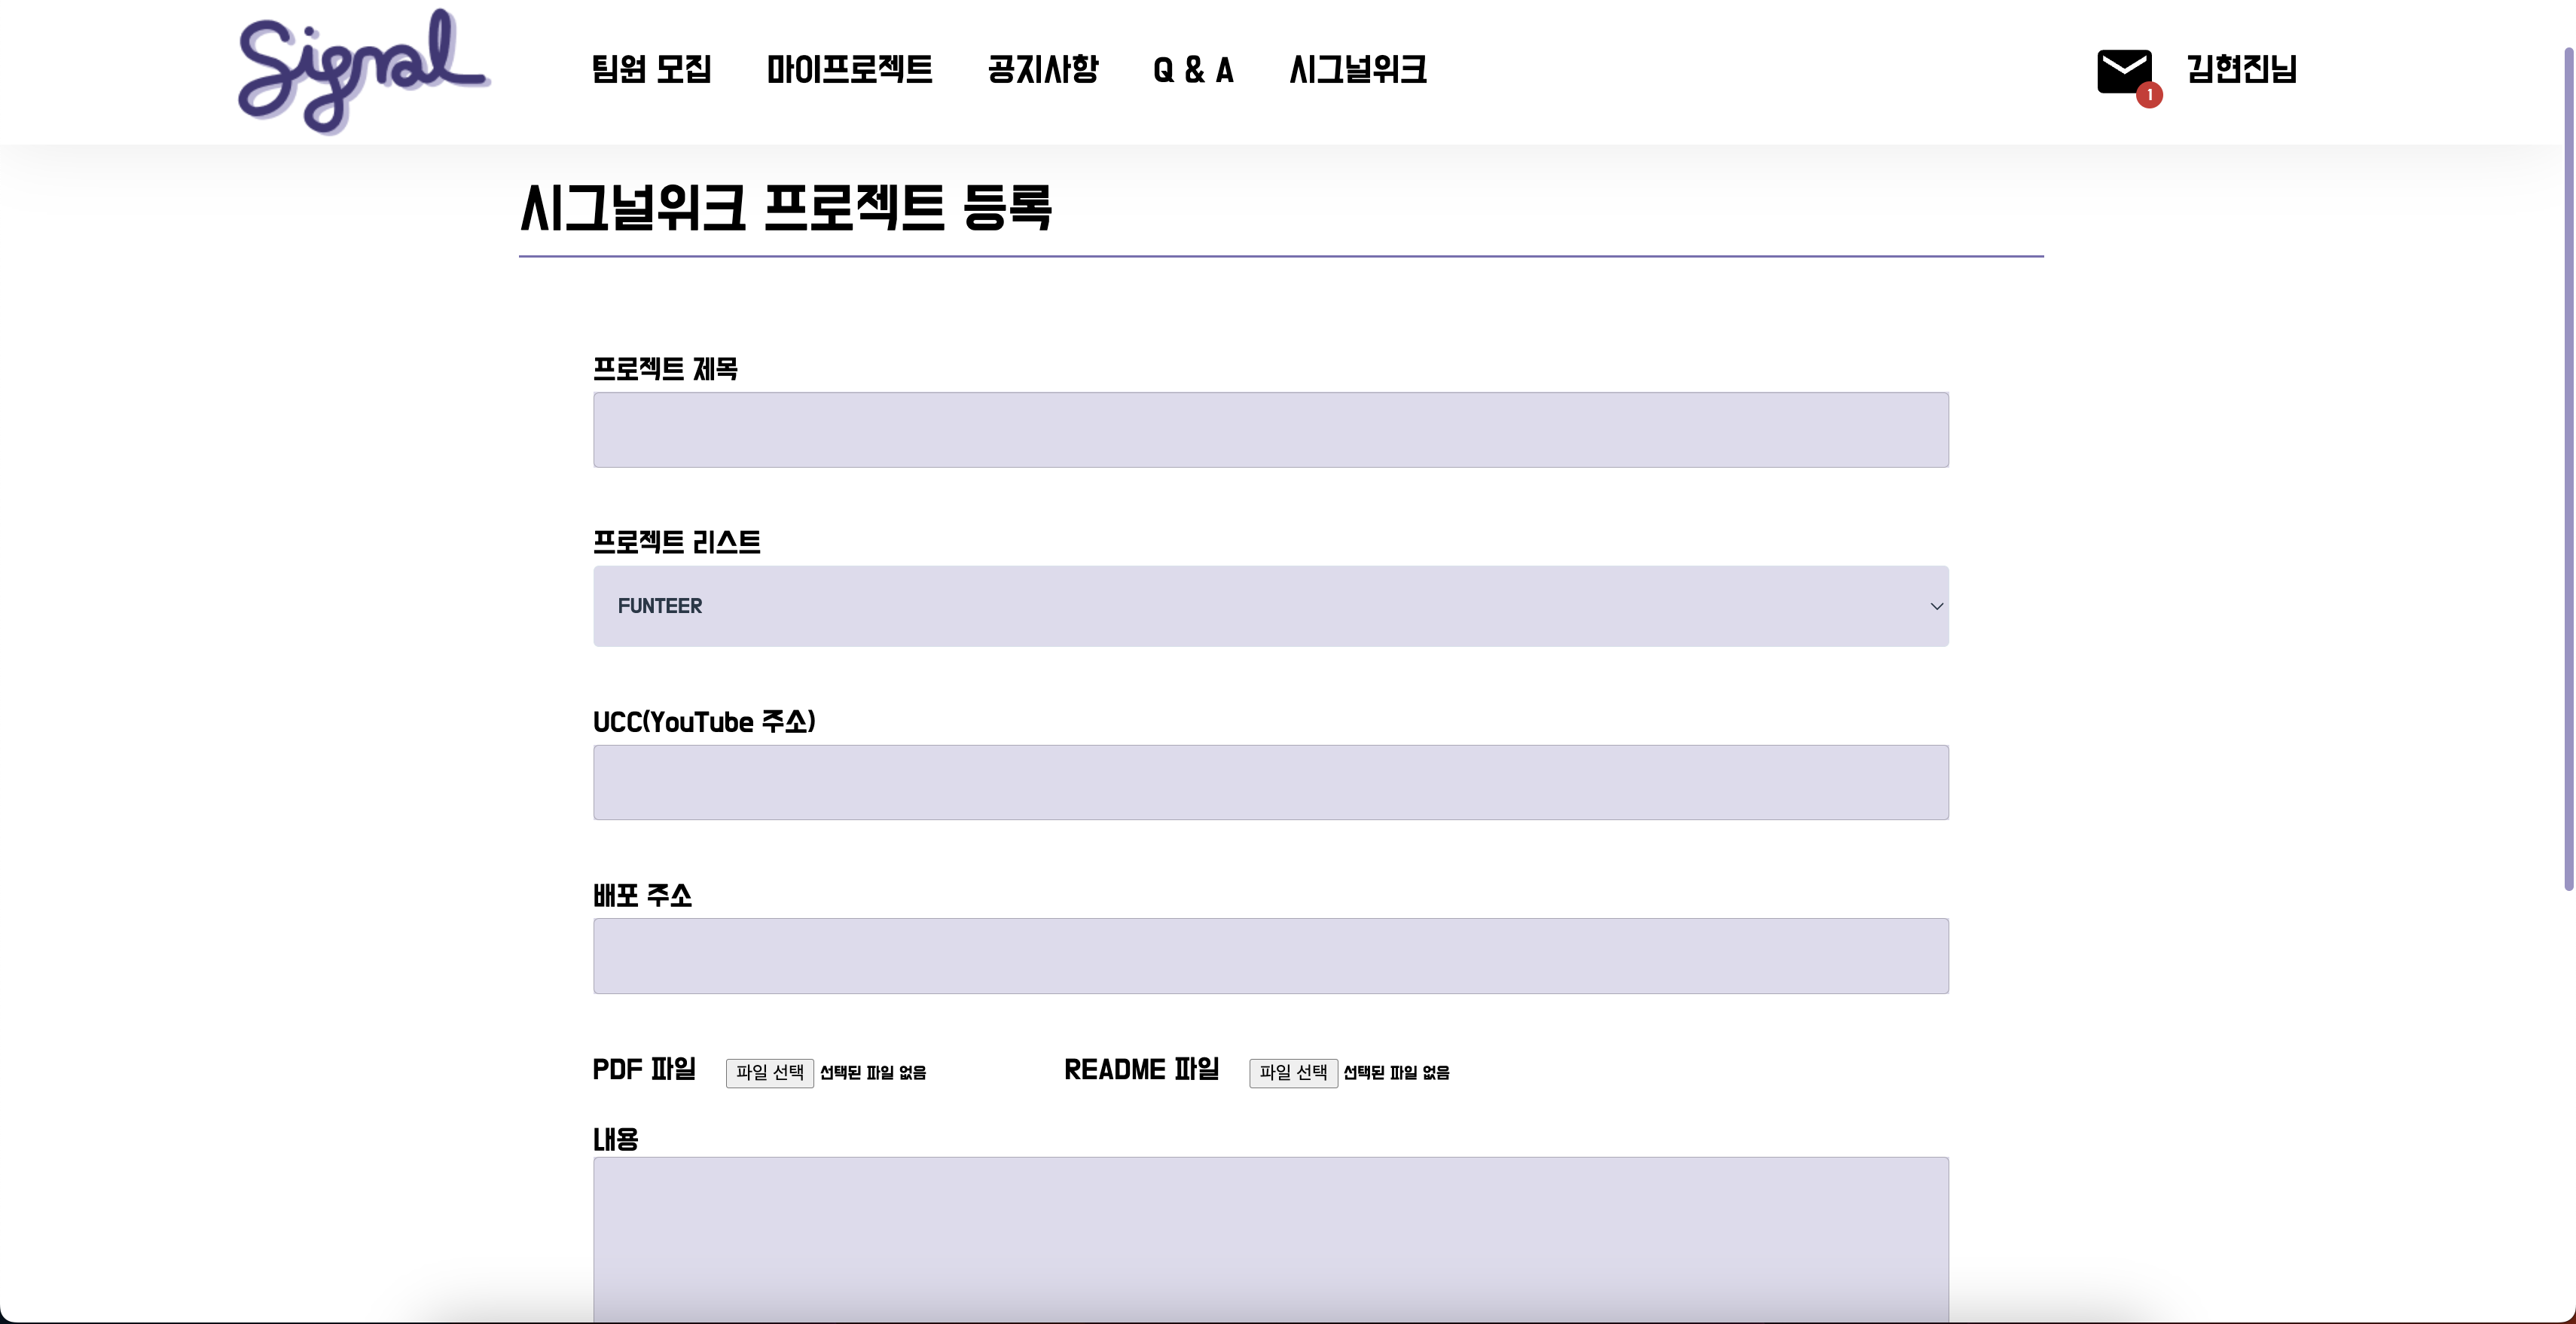 Signal
팀원 모집 마이프로젝트 공지사항 Q & A 시그널위크 1 김현진님
시그널위크 프로젝트 등록
프로젝트 제목
프로젝트 리스트
FUNTEER
UCC(YouTube 주소)
배포 주소
PDF 파일 파일 선택 선택된 파일 없음 README 파일 파일 선택 선택된 파일 없음
내용